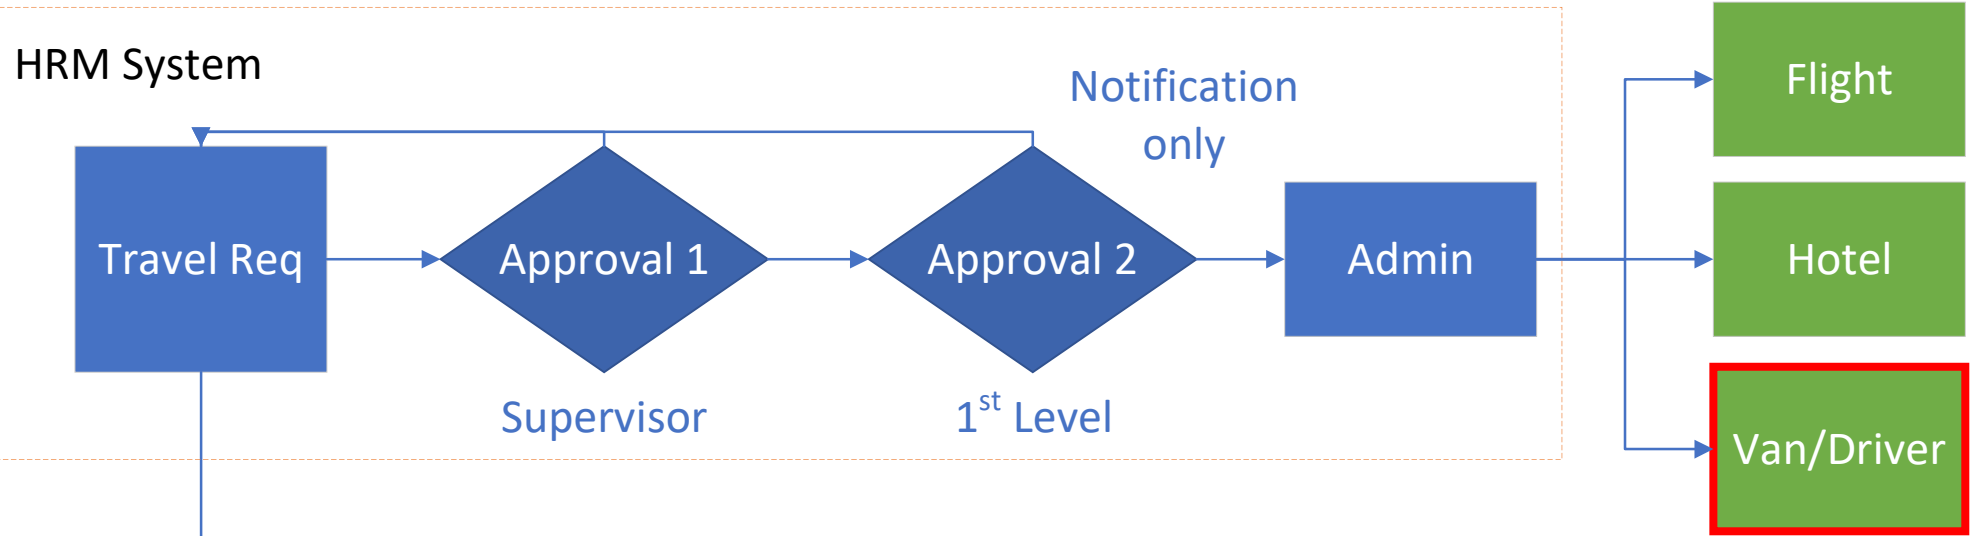 HRM System
Notification
only
Flight
Travel Req
Approval 1
Approval 2
Admin
Hotel
Supervisor
1st Level
Van/Driver